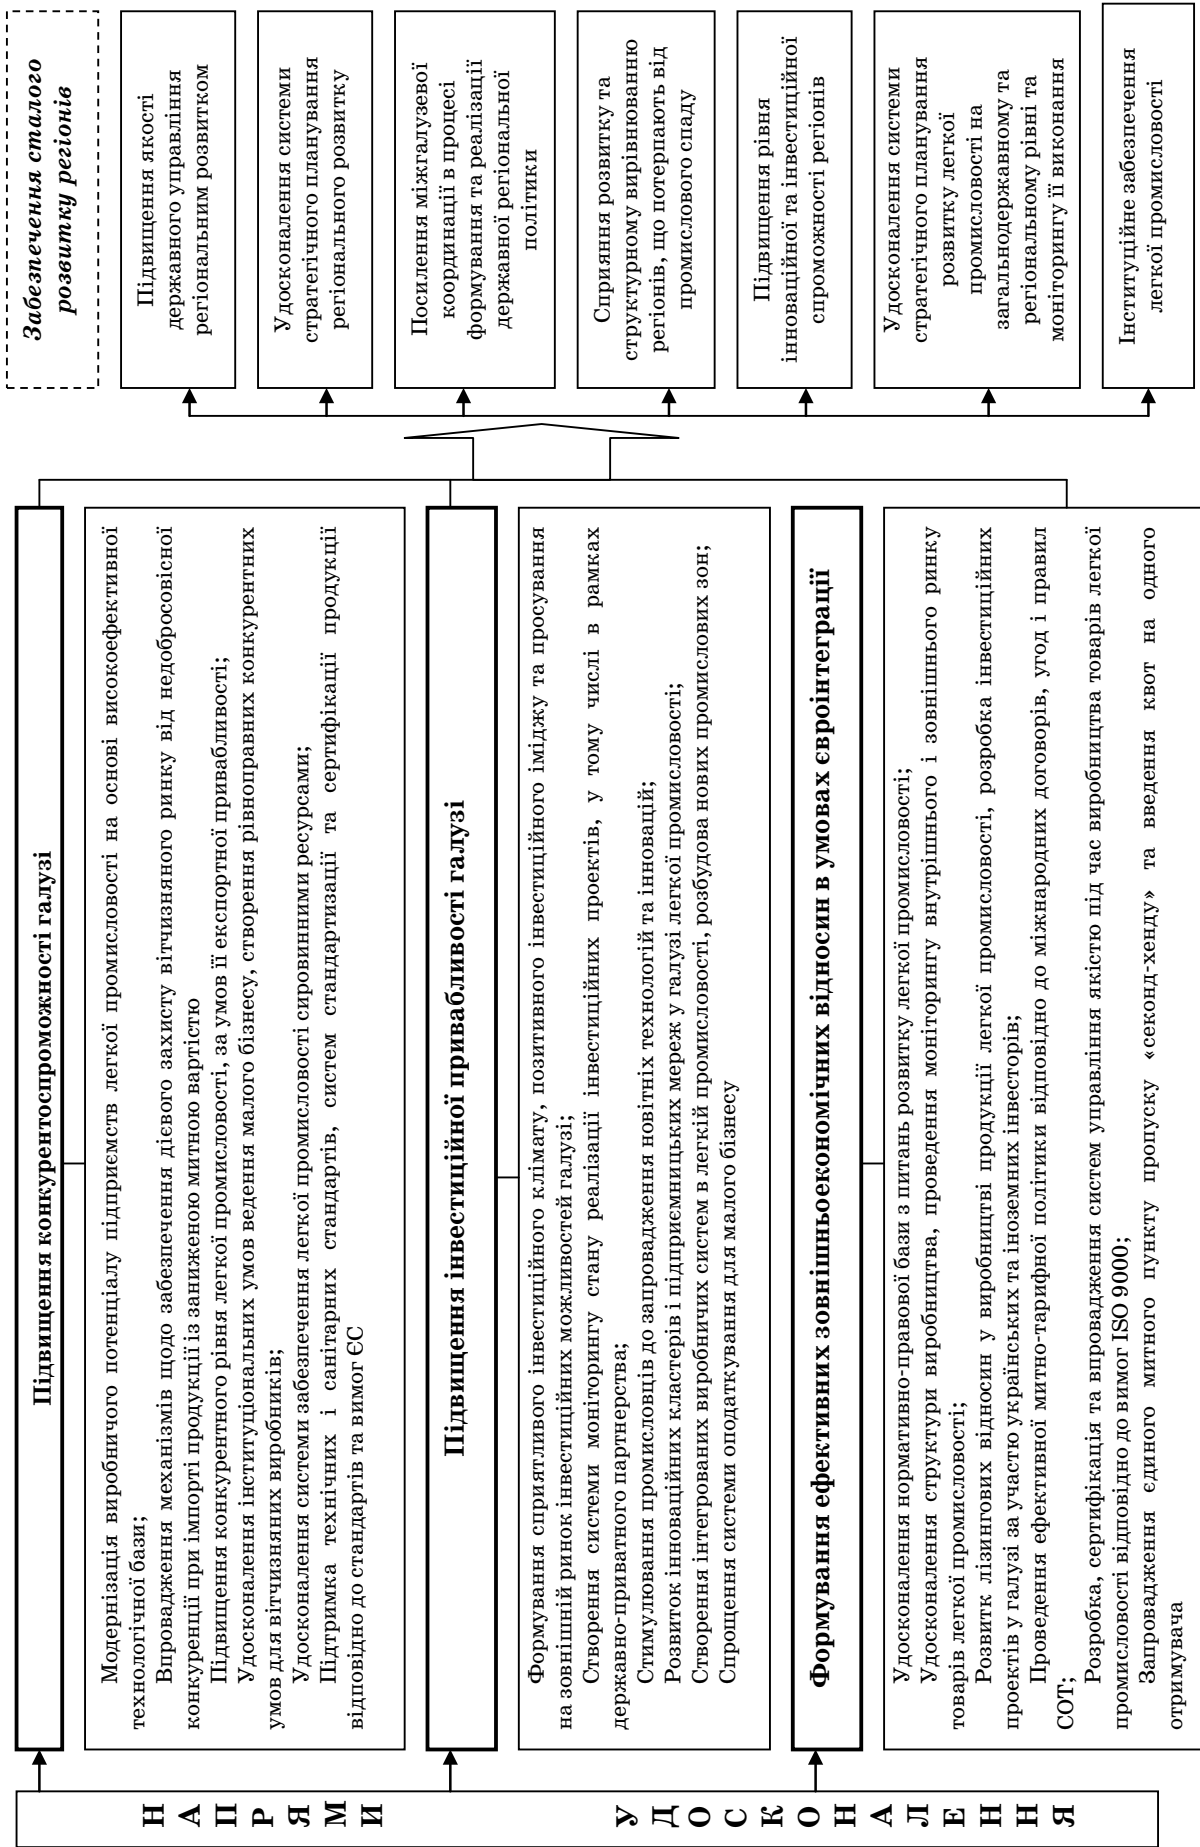 НАПРЯМИ
УДОСКОНАЛЕННЯ
Підвищення конкурентоспроможності галузі
Модернізація виробничого потенціалу підприємств легкої промисловості на основі високоефективної
технологічної бази;
Впровадження механізмів щодо забезпечення дієвого захисту вітчизняного ринку від недобросовісної
конкуренції при імпорті продукції із заниженою митною вартістю
Підвищення конкурентного рівня легкої промисловості, за умов її експортної привабливості;
Удосконалення інституціональних умов ведення малого бізнесу, створення рівноправних конкурентних
умов для вітчизняних виробників;
Удосконалення системи забезпечення легкої промисловості сировинними ресурсами;
Підтримка технічних і санітарних стандартів, систем стандартизації та сертифікації продукції
відповідно до стандартів та вимог ЄС
Підвищення інвестиційної привабливості галузі
Формування сприятливого інвестиційного клімату, позитивного інвестиційного іміджу та просування
на зовнішній ринок інвестиційних можливостей галузі;
Створення системи моніторингу стану реалізації інвестиційних проектів, у тому числі в рамках
державно-приватного партнерства;
Стимулювання промисловців до запровадження новітніх технологій та інновацій;
Розвиток інноваційних кластерів і підприємницьких мереж у галузі легкої промисловості;
Створення інтегрованих виробничих систем в легкій промисловості, розбудова нових промислових зон;
Спрощення системи оподаткування для малого бізнесу
Формування ефективних зовнішньоекономічних відносин в умовах євроінтеграції
Удосконалення нормативно-правової бази з питань розвитку легкої промисловості;
Удосконалення структури виробництва, проведення моніторингу внутрішнього і зовнішнього ринку
товарів легкої промисловості;
Розвитк лізингових відносин у виробництві продукції легкої промисловості, розробка інвестиційних
проектів у галузі за участю українських та іноземних інвесторів;
Проведення ефективної митно-тарифної політики відповідно до міжнародних договорів, угод і правил
СОТ;
Розробка, сертифікація та впровадження систем управління якістю під час виробництва товарів легкої
промисловості відповідно до вимог ISO 9000;
Запровадження єдиного митного пункту пропуску «секонд-хенду» та введення квот на одного
отримувача
Забезпечення сталого
розвитку регіонів
Підвищення якості
державного управління
регіональним розвитком
Удосконалення системи
стратегічного планування
регіонального розвитку
Посилення міжгалузевої
координації в процесі
формування та реалізації
державної регіональної
політики
Сприяння розвитку та
структурному вирівнюванню
регіонів, що потерпають від
промислового спаду
Підвищення рівня
інноваційної та інвестиційної
спроможності регіонів
Удосконалення системи
стратегічного планування
розвитку легкої
промисловості на
загальнодержавному та
регіональному рівні та
моніторингу її виконання
Інституційне забезпечення
легкої промисловості